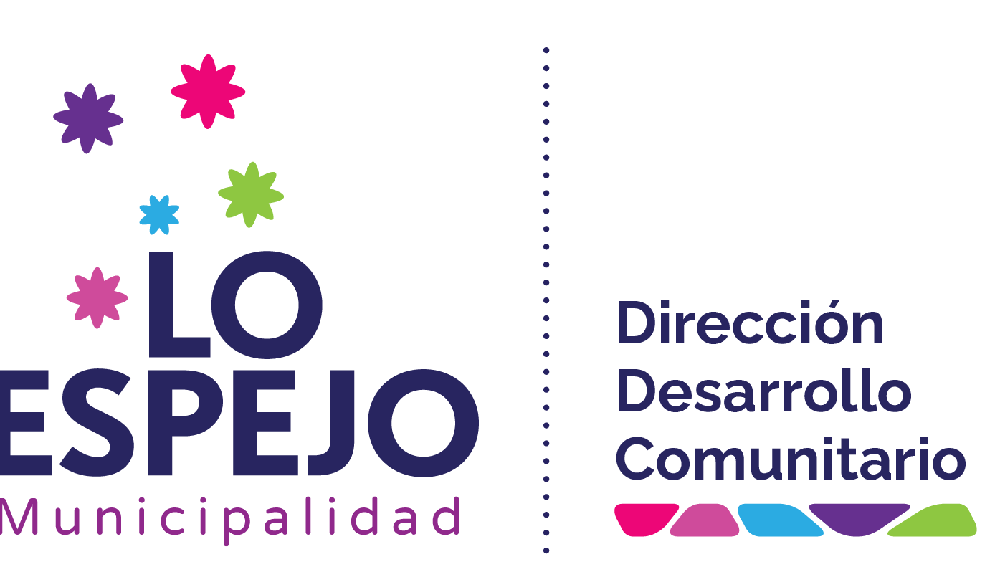 LO
ESPEJO
Municipalidad
Dirección
Desarrollo
Comunitario